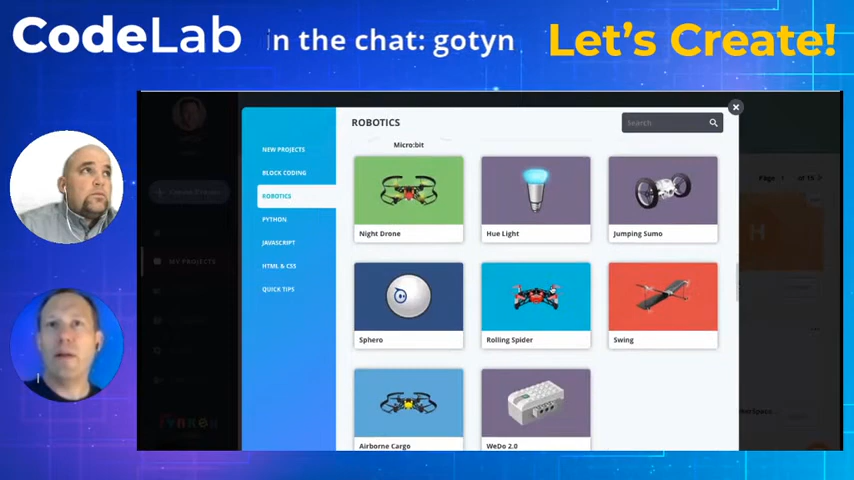 CodeLab
n the chat: gotyn
Let's Create!
ROBOTICS
Search
Micro:bit
NEW PROJECTS
BLOCK CODING
ROBOTICS
PYTHON
JAVASCRIPT
HTML & CSS
QUICK TIPS
Night Drone
Hue Light
Jumping Sumo
Sphero
Rolling Spider
Swing
Airborne Cargo
WeDo 2.0
MY PROJECTS
Page
1
H